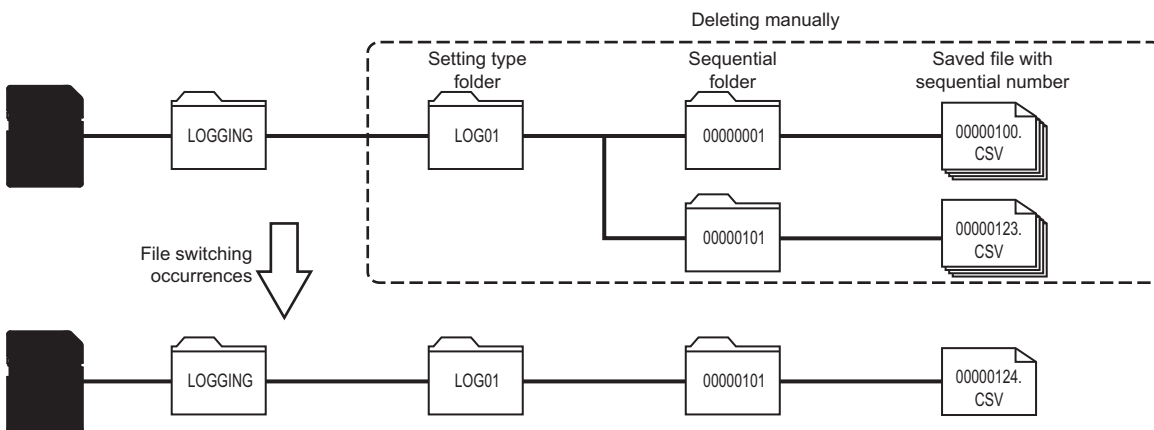 Deleting manually
Setting type
folder
Sequential
folder
Saved file with
sequential number
LOGGING
LOG01
00000001
00000100.
CSV
00000101
00000123.
CSV
File switching
occurrences
LOGGING
LOG01
00000101
00000124.
CSV